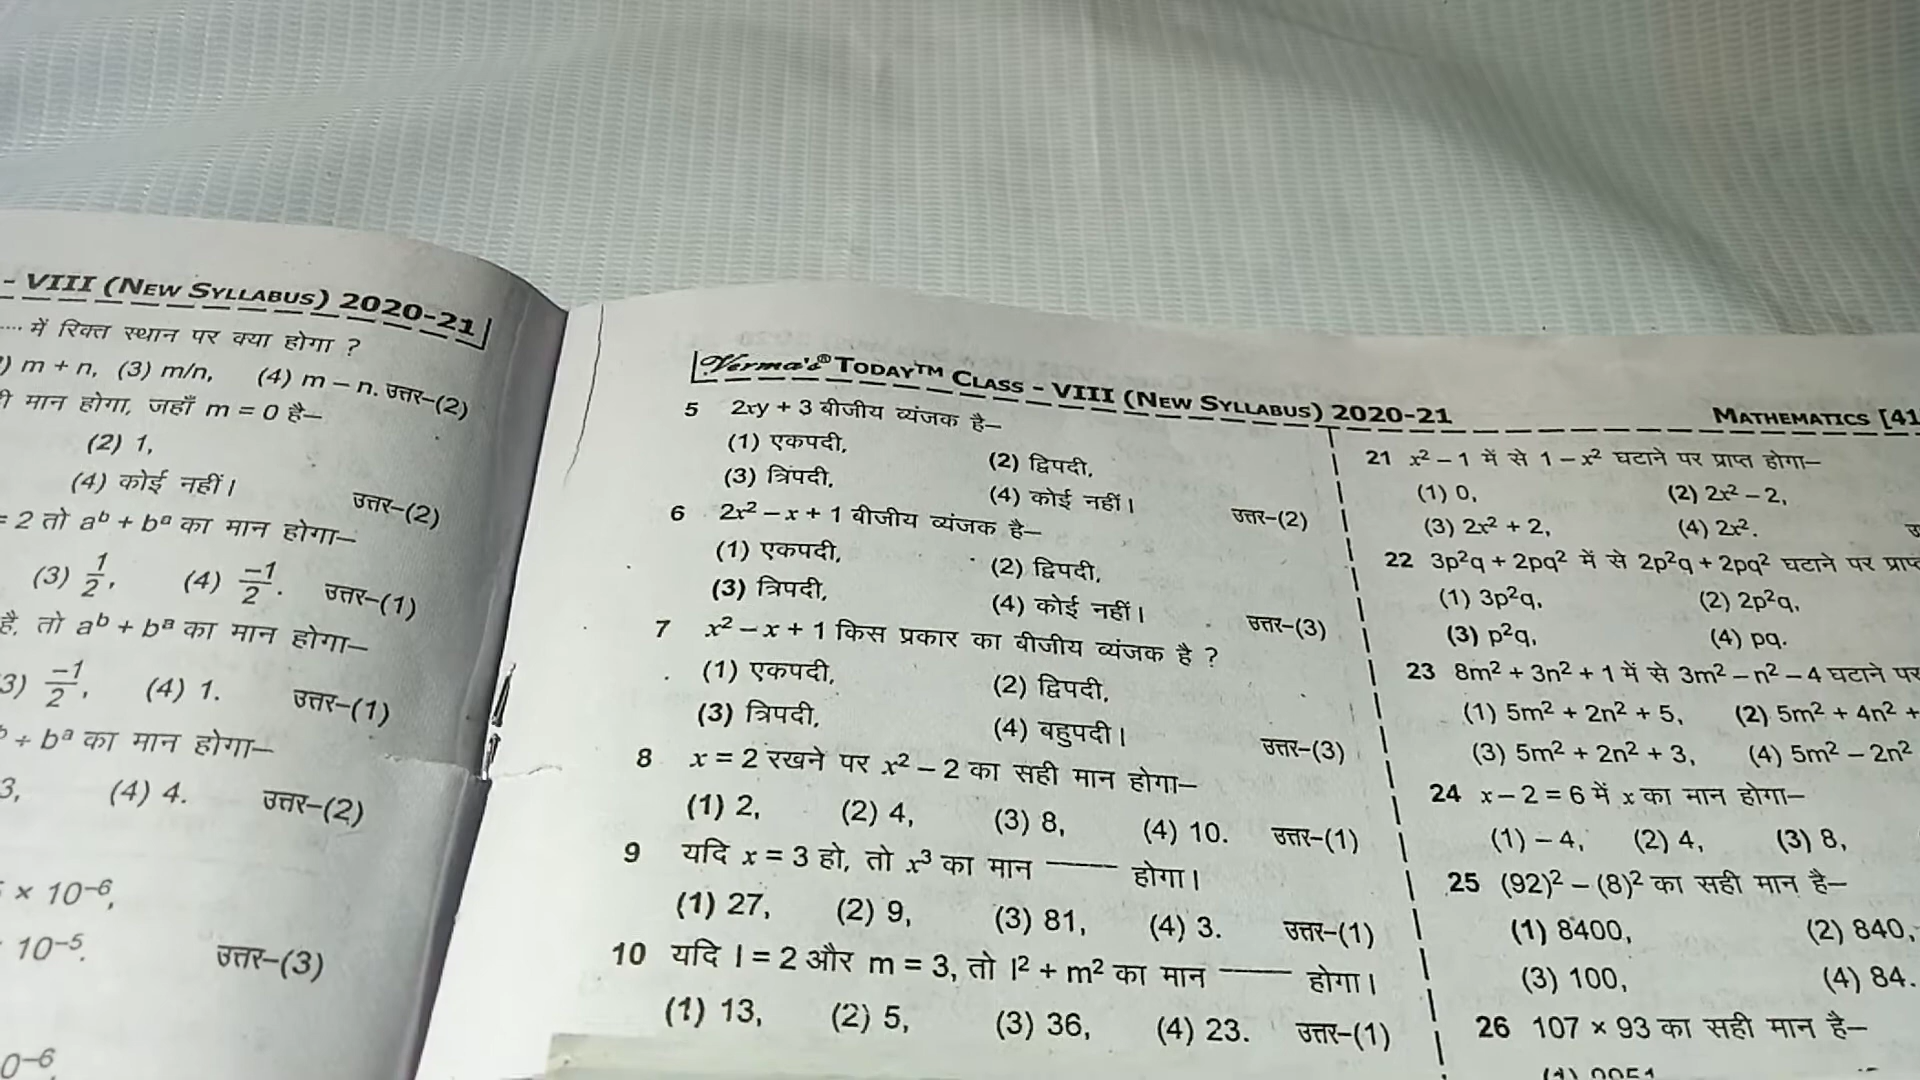 - VIII (NEW SYLLABUS) 2020-21
.... में रिक्त स्थान पर क्या होगा ?
) m + n, (3) m/n, (4) m – n. उत्तर–(2)
मान होगा, जहाँ m = 0 है–
(2) 1,
(4) कोई नहीं। उत्तर–(2)
= 2 तो aᵇ + bᵃ का मान होगा–
(3) 1/2, (4) -1/2. उत्तर–(1)
है, तो aᵇ + bᵃ का मान होगा–
3) -1/2, (4) 1. उत्तर–(1)
ᵇ ÷ bᵃ का मान होगा–
3, (4) 4. उत्तर–(2)
× 10⁻⁶,
10⁻⁵. उत्तर–(3)
0⁻⁶.
Verma's® TODAY™ CLASS - VIII (NEW SYLLABUS) 2020-21 MATHEMATICS [41
5 2xy + 3 बीजीय व्यंजक है–
(1) एकपदी, (2) द्विपदी,
(3) त्रिपदी, (4) कोई नहीं। उत्तर–(2)
6 2x² – x + 1 बीजीय व्यंजक है–
(1) एकपदी, (2) द्विपदी,
(3) त्रिपदी, (4) कोई नहीं। उत्तर–(3)
7 x² – x + 1 किस प्रकार का बीजीय व्यंजक है ?
(1) एकपदी, (2) द्विपदी,
(3) त्रिपदी, (4) बहुपदी। उत्तर–(3)
8 x = 2 रखने पर x² – 2 का सही मान होगा–
(1) 2, (2) 4, (3) 8, (4) 10. उत्तर–(1)
9 यदि x = 3 हो, तो x³ का मान ——— होगा।
(1) 27, (2) 9, (3) 81, (4) 3. उत्तर–(1)
10 यदि l = 2 और m = 3, तो l² + m² का मान ——— होगा।
(1) 13, (2) 5, (3) 36, (4) 23. उत्तर–(1)
21 x² – 1 में से 1 – x² घटाने पर प्राप्त होगा–
(1) 0, (2) 2x² – 2,
(3) 2x² + 2, (4) 2x².
22 3p²q + 2pq² में से 2p²q + 2pq² घटाने पर
(1) 3p²q, (2) 2p²q,
(3) p²q, (4) pq.
23 8m² + 3n² + 1 में से 3m² – n² – 4 घटाने पर
(1) 5m² + 2n² + 5, (2) 5m² + 4n² +
(3) 5m² + 2n² + 3, (4) 5m² – 2n²
24 x – 2 = 6 में x का मान होगा–
(1) – 4, (2) 4, (3) 8,
25 (92)² – (8)² का सही मान है–
(1) 8400, (2) 840,
(3) 100, (4) 84.
26 107 × 93 का सही मान है–